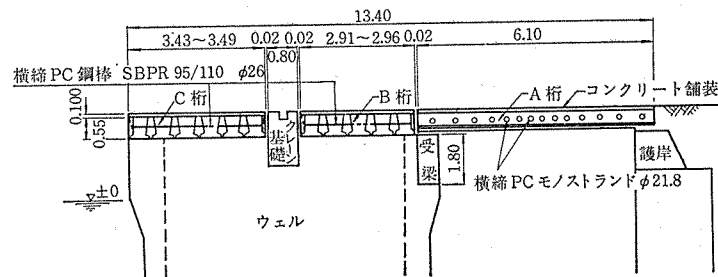 13.40
3.43～3.49 0.02 0.02 2.91～2.96 0.02 6.10
0.80
横締PC鋼棒 SBPR 95/110 φ26
C桁 B桁 A桁 コンクリート舗装
0.100
0.55
クレーン
基礎
受梁
1.80
護岸
横締PCモノストランドφ21.8
±0
ウェル